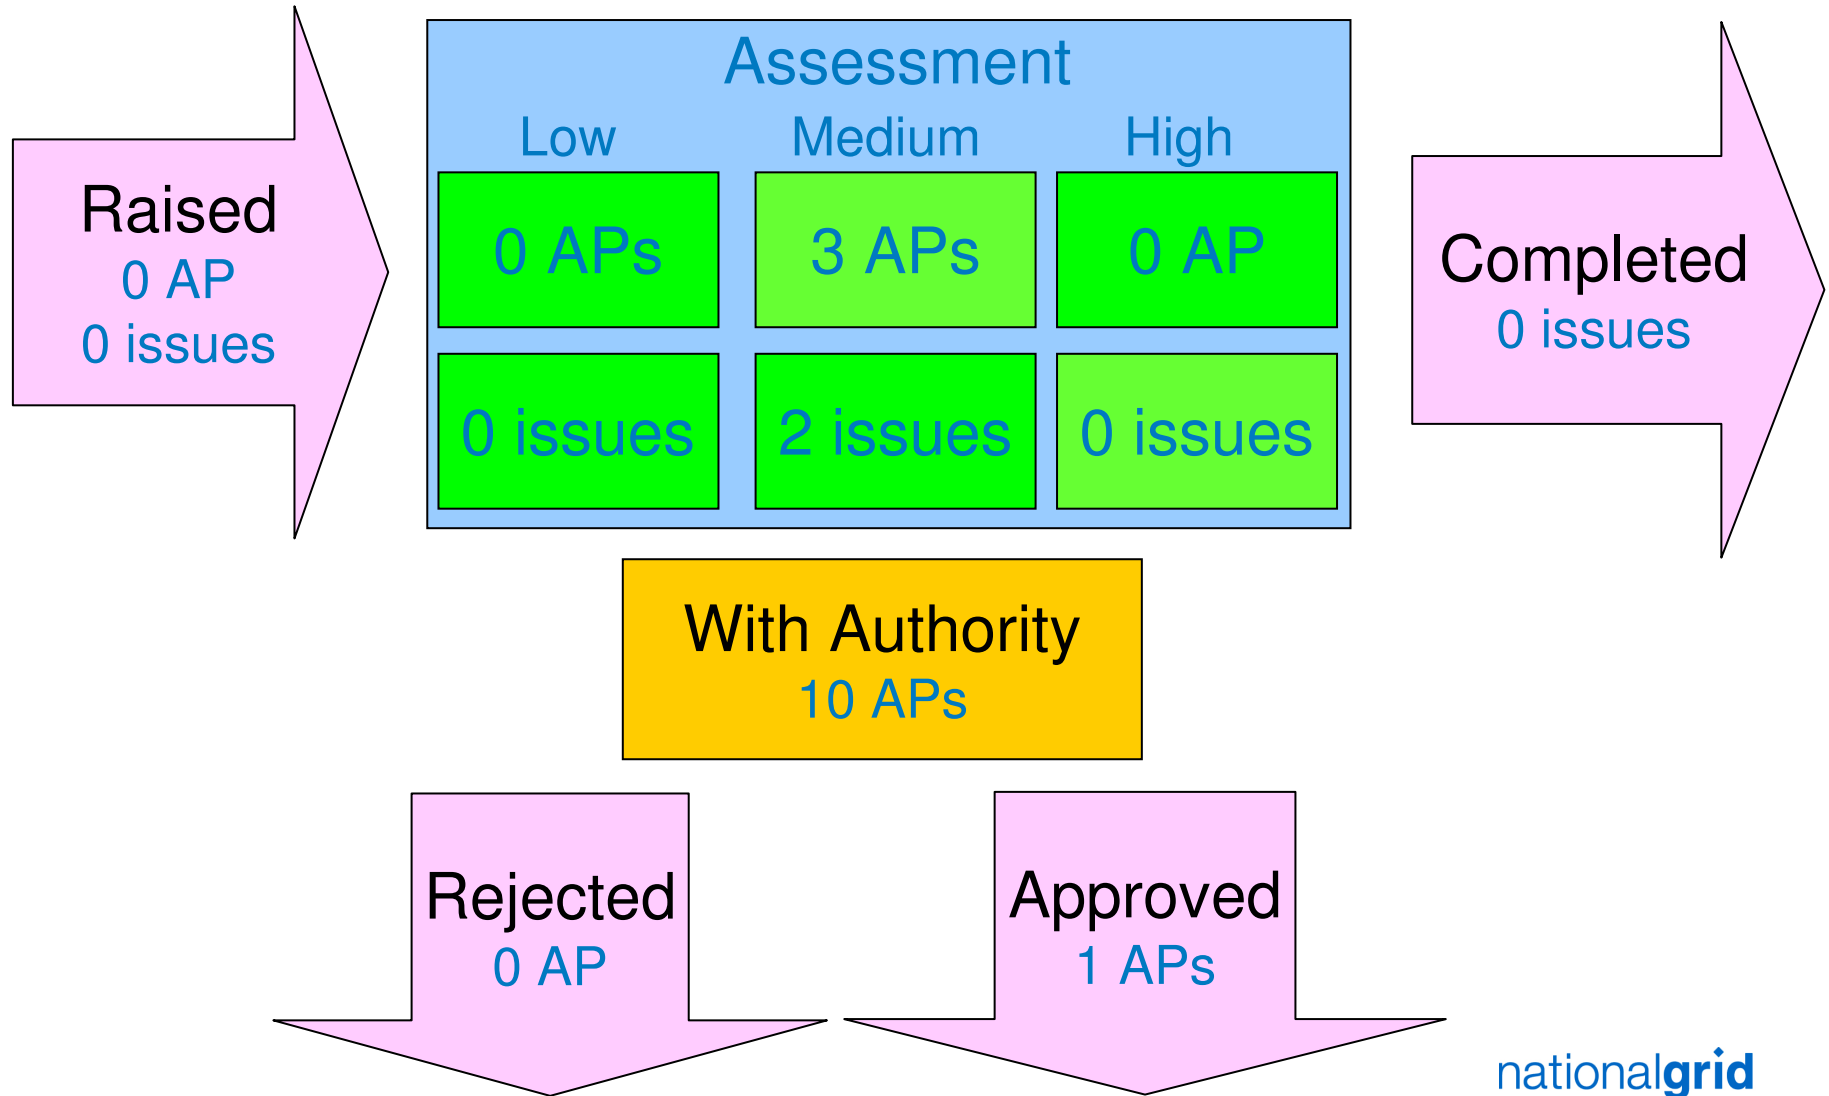 Raised
0 AP
0 issues
Assessment
Low Medium High
0 APs 3 APs 0 AP
0 issues 2 issues 0 issues
Completed
0 issues
With Authority
10 APs
Rejected
0 AP
Approved
1 APs
nationalgrid